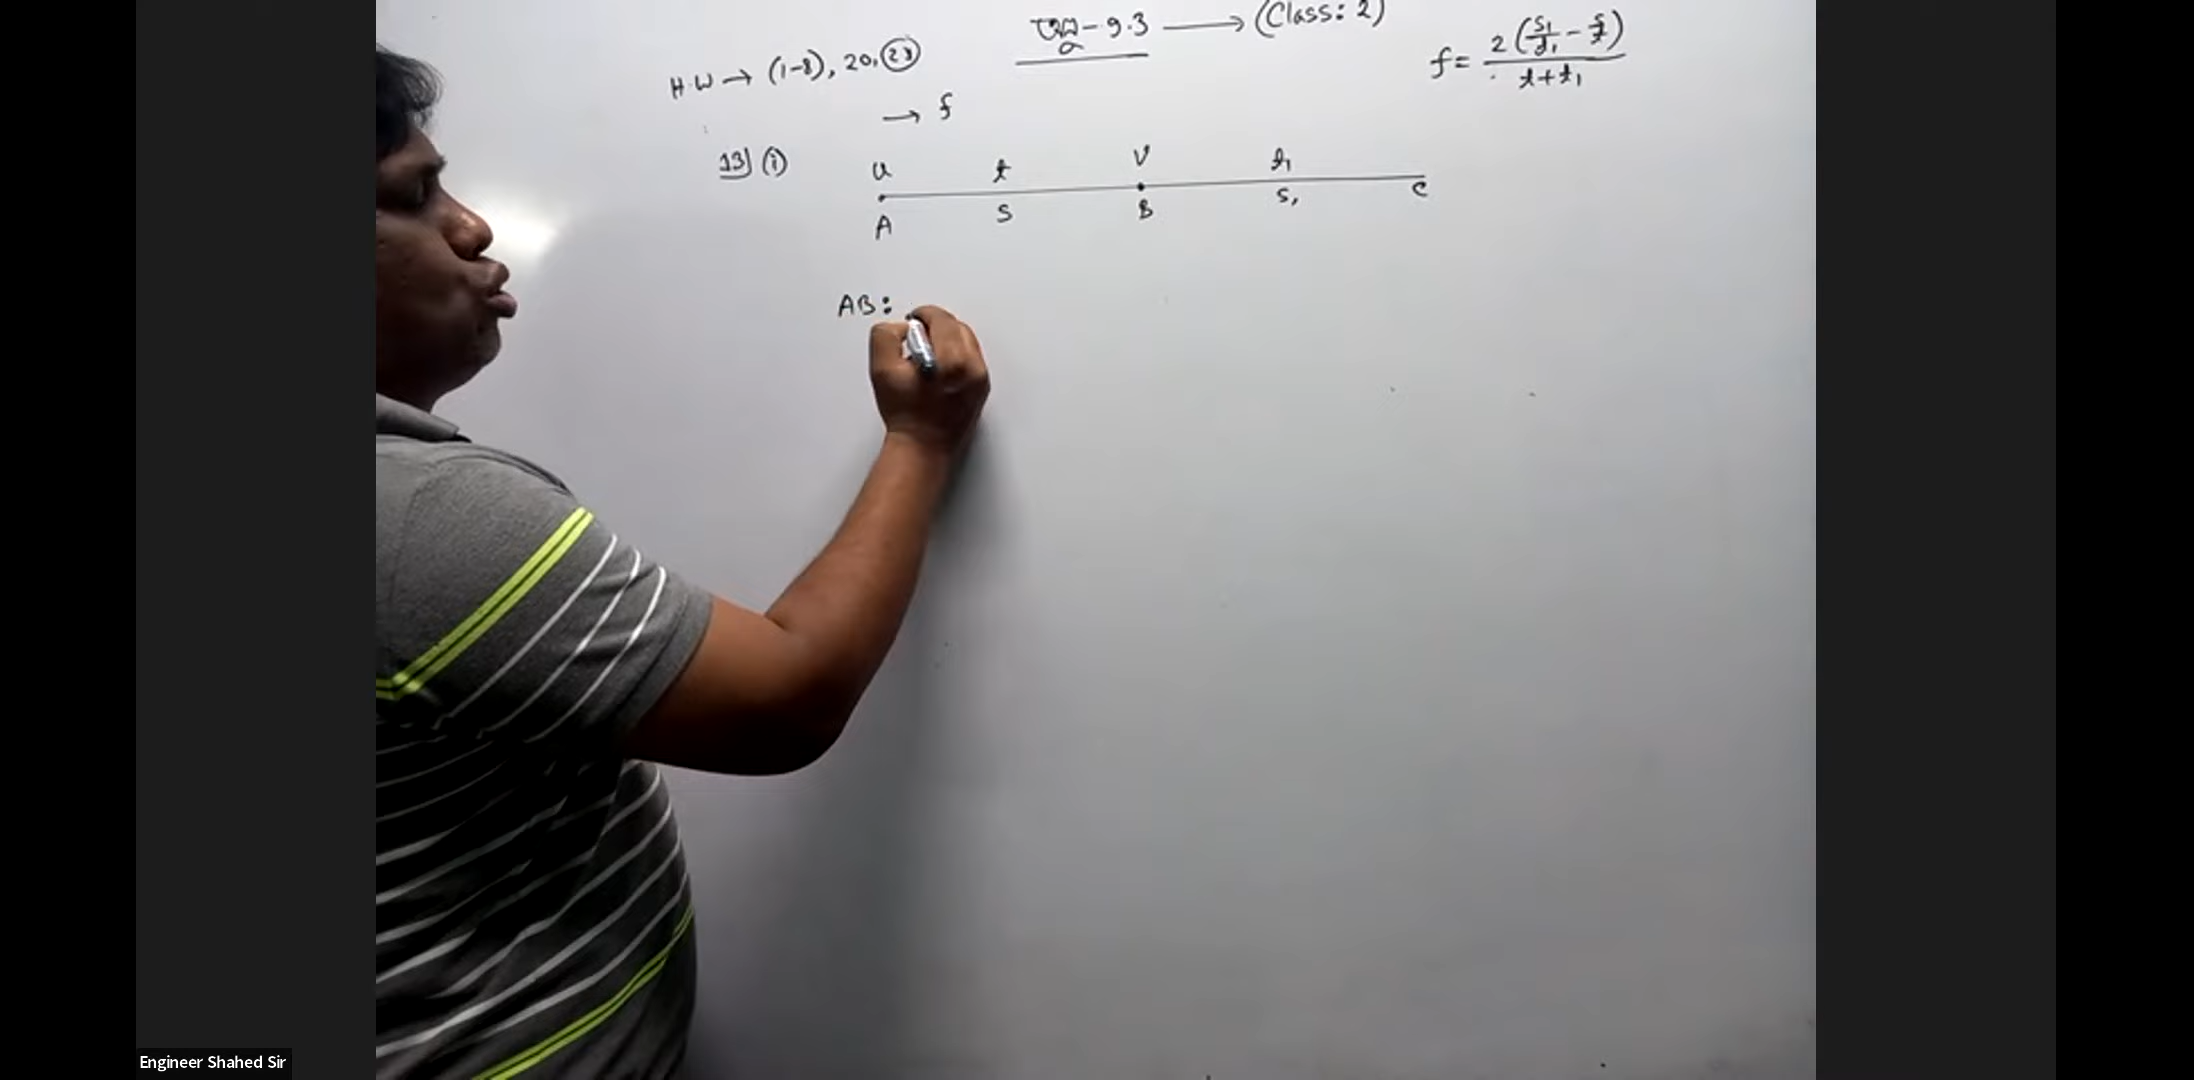 অনু - 9.3 → (Class: 2)
H.W → (1-8), 20, 23
f = 2(s₁/t₁ - s/t) / t+t₁
→ f
13] (i)
u t v t₁
A s B s₁ C
AB:
Engineer Shahed Sir